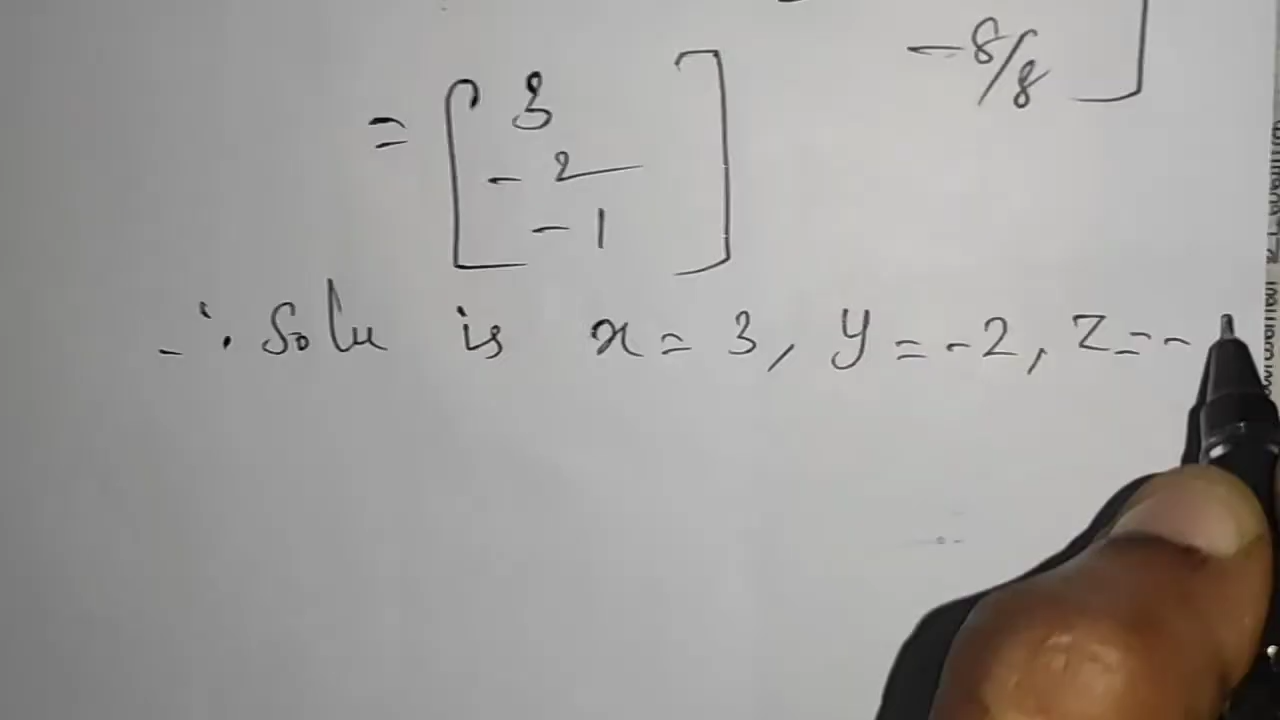 -8/8
= [ 3
- 2
- 1 ]
∴ Solu is x = 3, y = -2, z = -